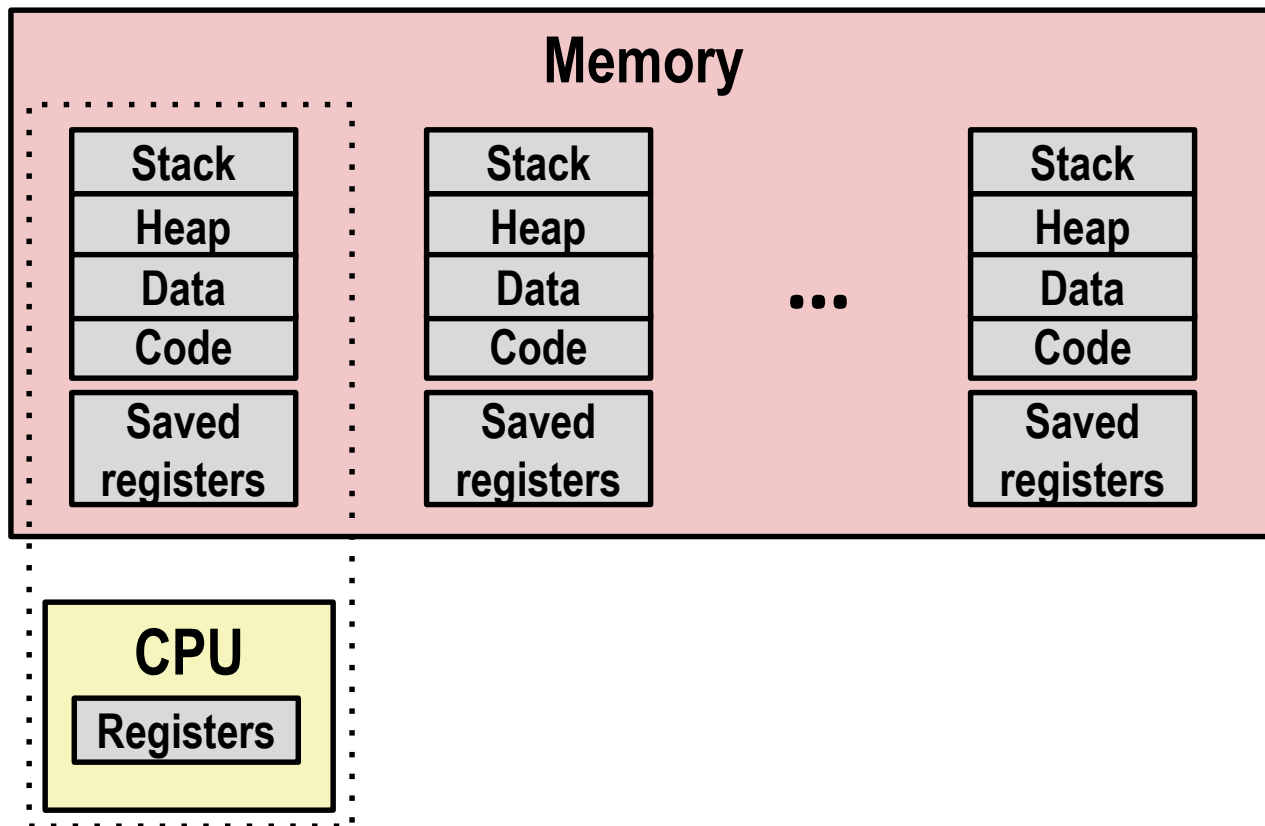 Memory
Stack
Heap
Data
Code
Saved
registers
Stack
Heap
Data
Code
Saved
registers
...
Stack
Heap
Data
Code
Saved
registers
CPU
Registers